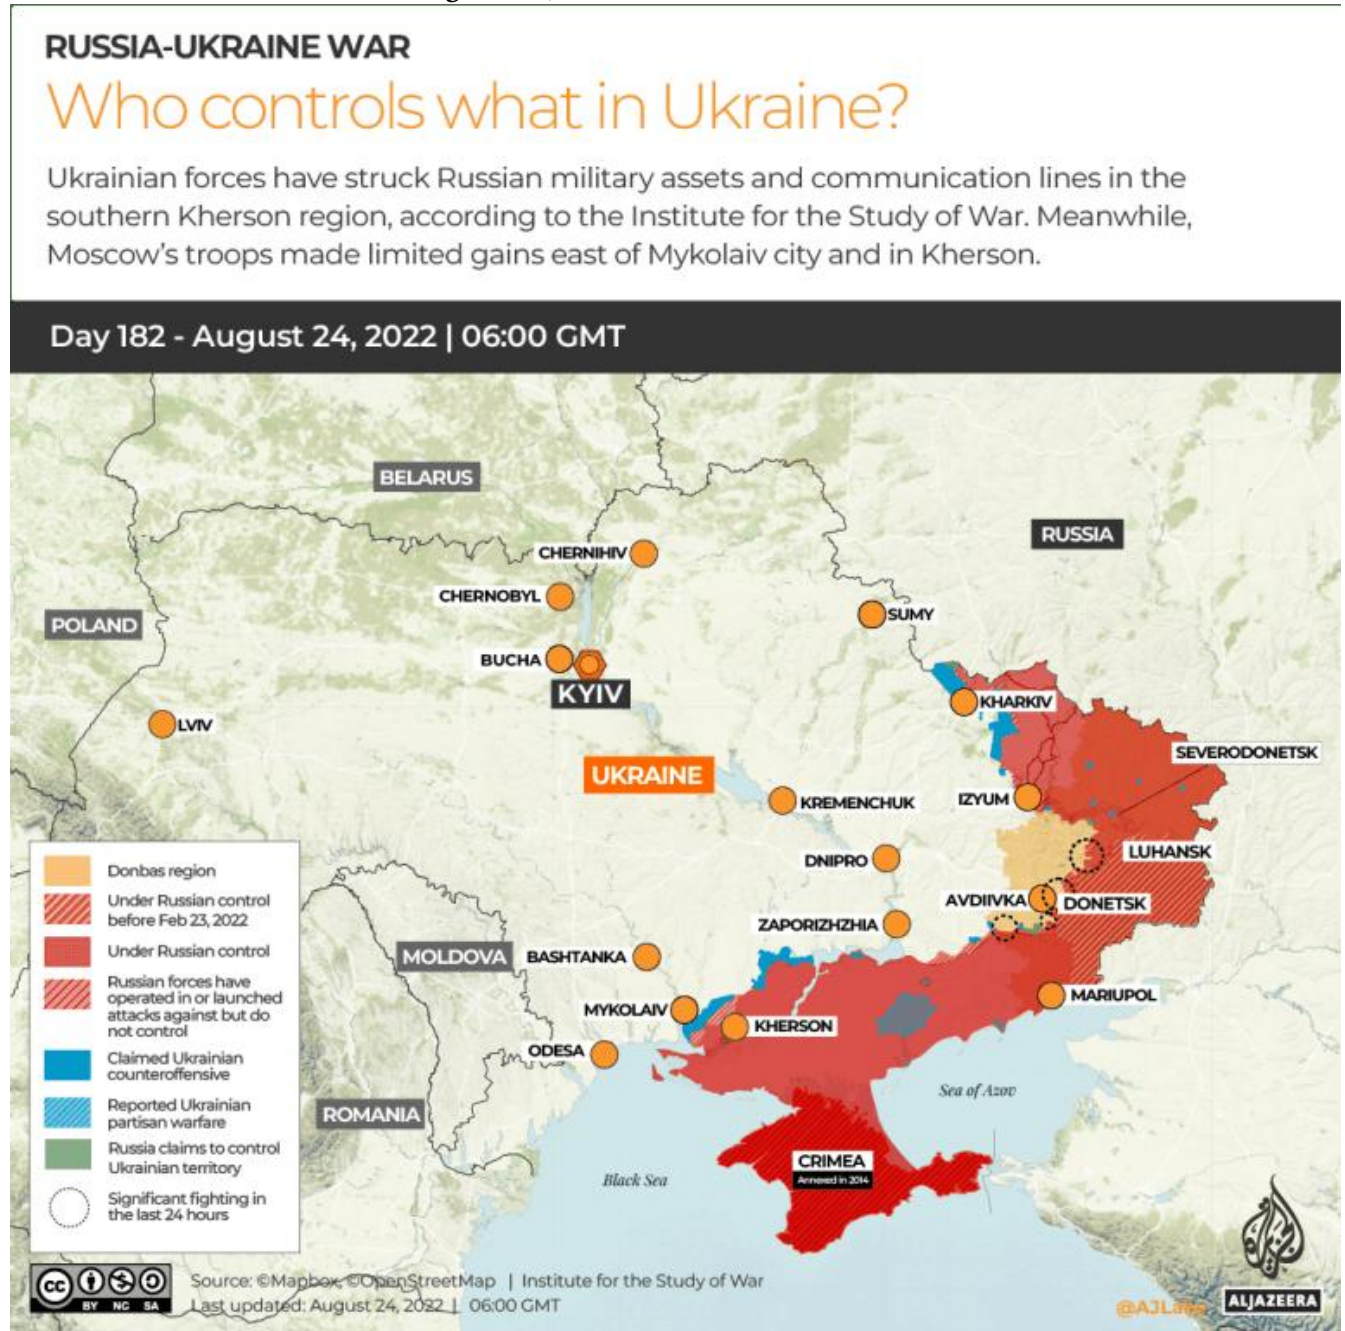 RUSSIA-UKRAINE WAR
Who controls what in Ukraine?
Ukrainian forces have struck Russian military assets and communication lines in the
southern Kherson region, according to the Institute for the Study of War. Meanwhile,
Moscow's troops made limited gains east of Mykolaiv city and in Kherson.
Day 182 - August 24, 2022 | 06:00 GMT
BELARUS
RUSSIA
CHERNIHIV
CHERNOBYL
POLAND
SUMY
BUCHA
KYIV
KHARKIV
LVIV
SEVERODONETSK
UKRAINE
KREMENCHUK
IZYUM
LUHANSK
DNIPRO
AVDIIVKA
DONETSK
ZAPORIZHZHIA
MOLDOVA
BASHTANKA
MARIUPOL
MYKOLAIV
KHERSON
ODESA
Sea of Azov
ROMANIA
CRIMEA
Annexed in 2014
Black Sea
Donbas region
Under Russian control
before Feb 23, 2022
Under Russian control
Russian forces have
operated in or launched
attacks against but do
not control
Claimed Ukrainian
counteroffensive
Reported Ukrainian
partisan warfare
Russia claims to control
Ukrainian territory
Significant fighting in
the last 24 hours
cc
BY NC SA
Source: ©Mapbox, ©OpenStreetMap | Institute for the Study of War
Last updated: August 24, 2022 | 06:00 GMT
@AJLabs
ALJAZEERA